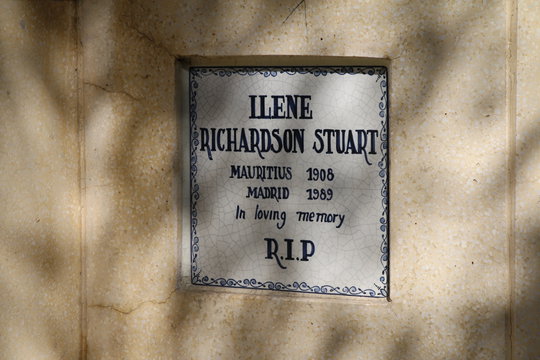 ILENE
RICHARDSON STUART
MAURITIUS 1908
MADRID 1989
In loving memory
R.I.P